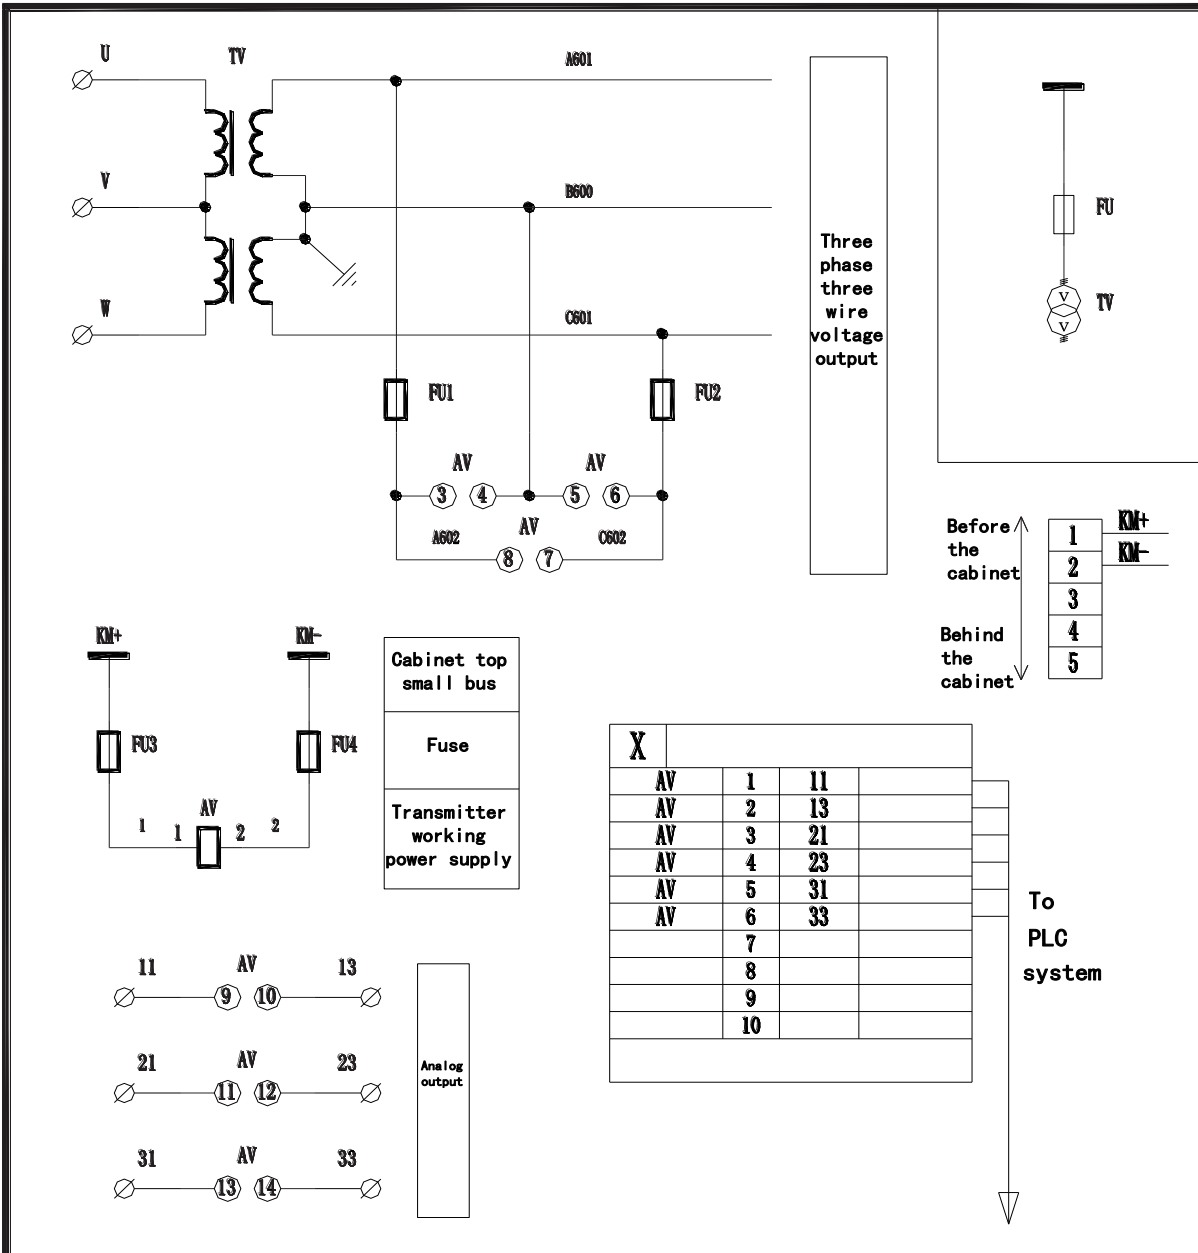 U
TV
A601
V
B600
W
C601
FU1
FU2
AV
AV
3
4
5
6
A602
AV
C602
8
7
Three
phase
three
wire
voltage
output
FU
V
V
TV
Before
the
cabinet
Behind
the
cabinet
1
2
3
4
5
KM+
KM-
KM+
KM-
FU3
FU4
AV
1
1
2
2
Cabinet top
small bus
Fuse
Transmitter
working
power supply
X
AV 1 11
AV 2 13
AV 3 21
AV 4 23
AV 5 31
AV 6 33
7
8
9
10
To
PLC
system
11
AV
13
9
10
21
AV
23
11
12
31
AV
33
13
14
Analog
output